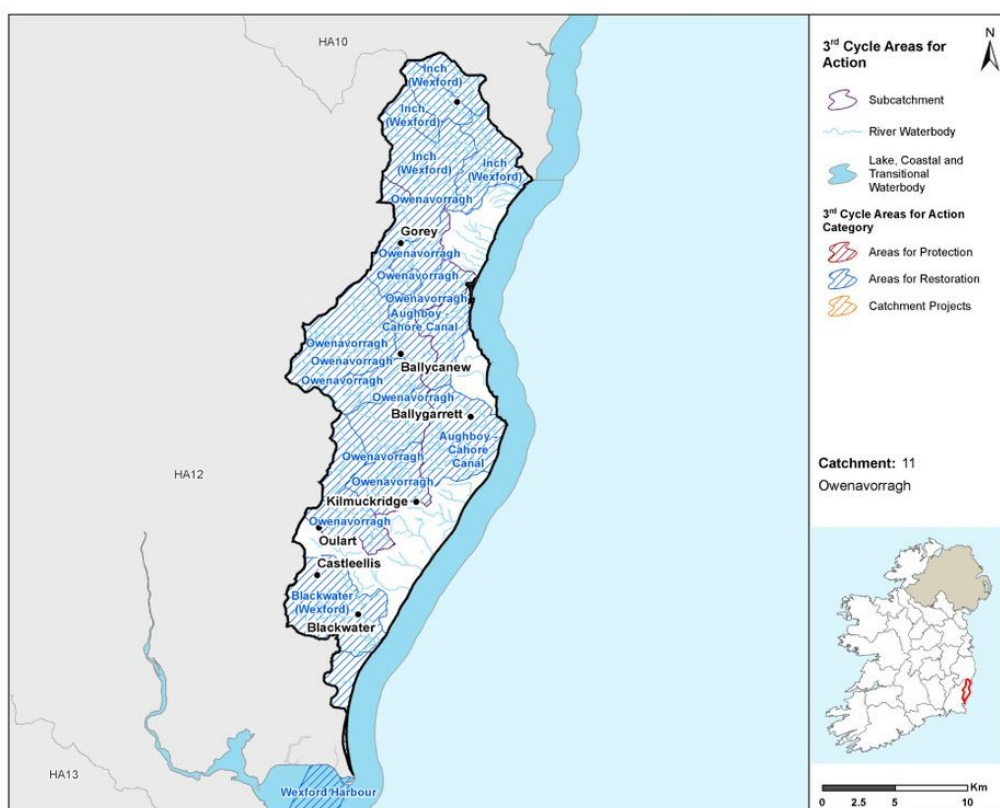 HA10
Inch
(Wexford)
Inch
(Wexford)
Inch
(Wexford)
Inch
(Wexford)
Owenavorragh
Gorey
Owenavorragh
Owenavorragh
Owenavorragh
Aughboy -
Cahore Canal
Owenavorragh
Owenavorragh
Ballycanew
Owenavorragh
Owenavorragh
Ballygarrett
Aughboy -
Cahore
Canal
Owenavorragh
HA12
Owenavorragh
Kilmuckridge
Owenavorragh
Oulart
Castleellis
Blackwater
(Wexford)
Blackwater
HA13
Wexford Harbour
3rd Cycle Areas for
Action
N
Subcatchment
River Waterbody
Lake, Coastal and
Transitional
Waterbody
3rd Cycle Areas for Action
Category
Areas for Protection
Areas for Restoration
Catchment Projects
Catchment: 11
Owenavorragh
Km
0 2.5 5 10